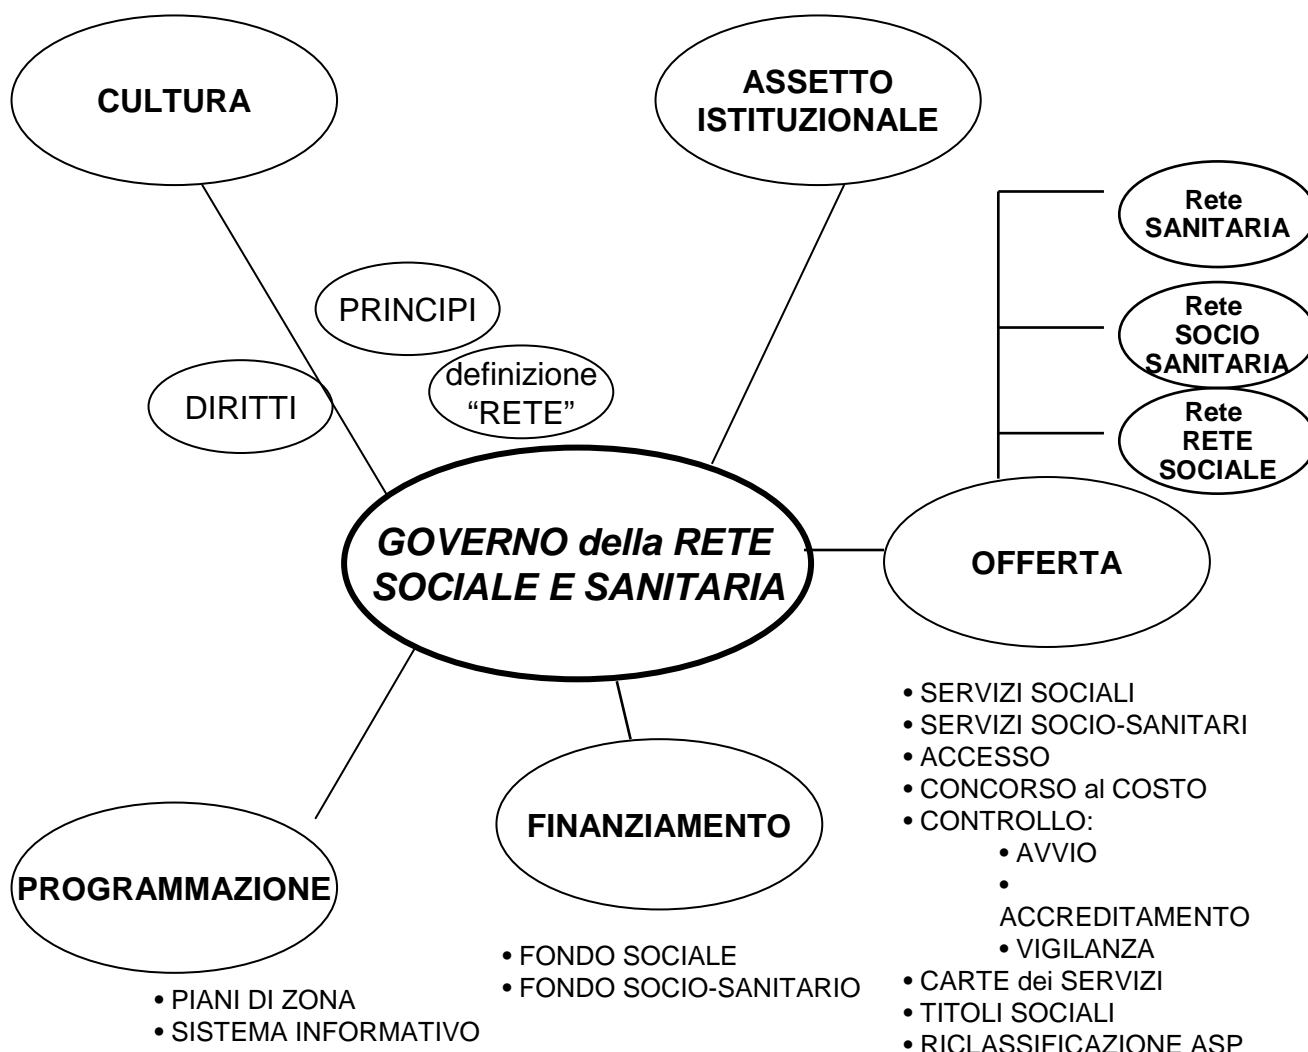 CULTURA
ASSETTO
ISTITUZIONALE
Rete
SANITARIA
Rete
SOCIO
SANITARIA
Rete
RETE
SOCIALE
PRINCIPI
definizione
“RETE”
DIRITTI
GOVERNO della RETE
SOCIALE E SANITARIA
OFFERTA
• SERVIZI SOCIALI
• SERVIZI SOCIO-SANITARI
• ACCESSO
• CONCORSO al COSTO
• CONTROLLO:
• AVVIO
•
ACCREDITAMENTO
• VIGILANZA
• CARTE dei SERVIZI
• TITOLI SOCIALI
• RICLASSIFICAZIONE ASP
FINANZIAMENTO
• FONDO SOCIALE
• FONDO SOCIO-SANITARIO
PROGRAMMAZIONE
• PIANI DI ZONA
• SISTEMA INFORMATIVO